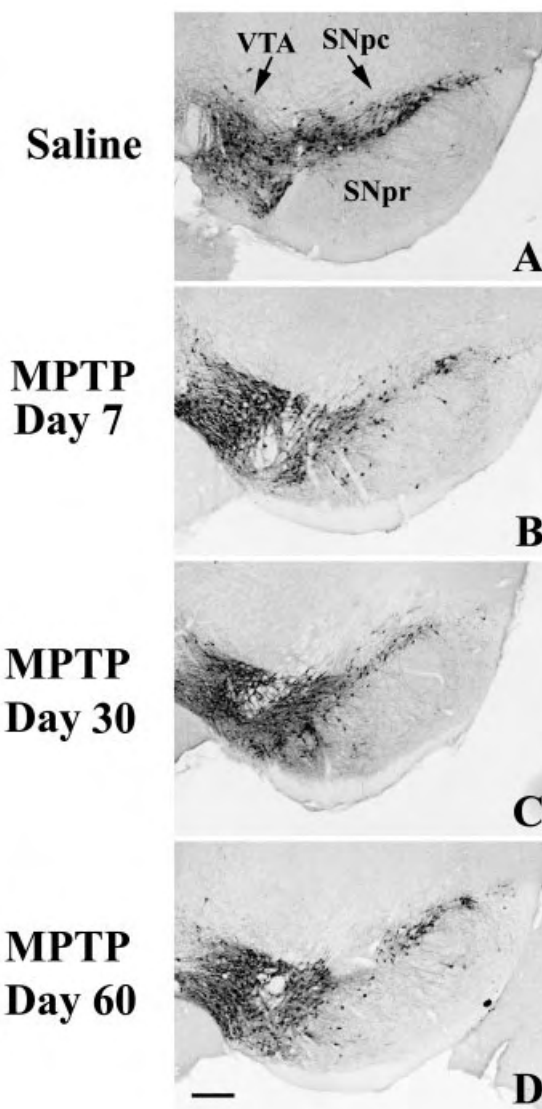 VTA
SNpc
Saline
SNpr
A
MPTP
Day 7
B
MPTP
Day 30
C
MPTP
Day 60
D